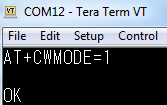 COM12 - Tera Term VT
File Edit Setup Control
AT+CWMODE=1
OK